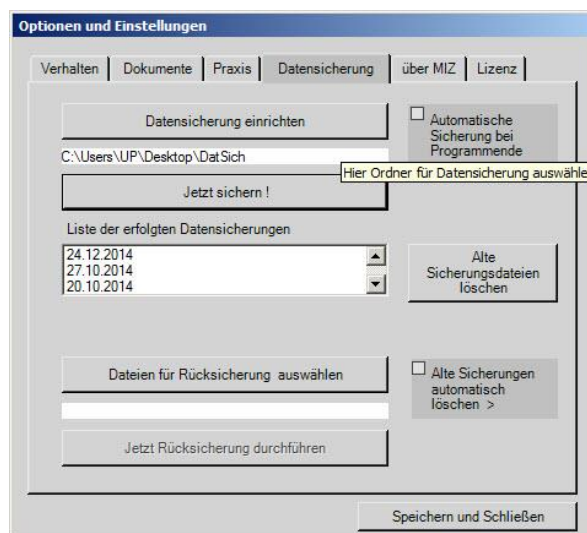 Optionen und Einstellungen
Verhalten Dokumente Praxis Datensicherung über MIZ Lizenz
Datensicherung einrichten
Automatische
Sicherung bei
Programmende
C:\Users\UP\Desktop\DatSich
Hier Ordner für Datensicherung auswähle
Jetzt sichern !
Liste der erfolgten Datensicherungen
24.12.2014
27.10.2014
20.10.2014
Alte
Sicherungsdateien
löschen
Dateien für Rücksicherung auswählen
Alte Sicherungen
automatisch
löschen >
Jetzt Rücksicherung durchführen
Speichern und Schließen